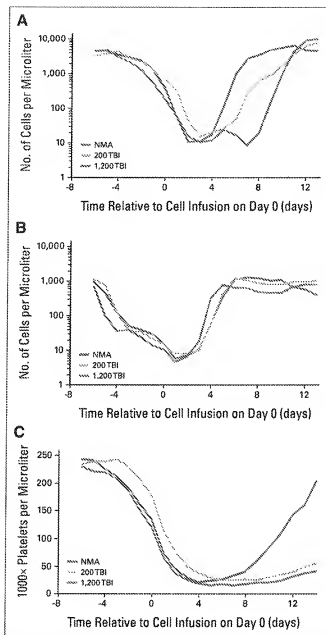 A
No. of Cells per Microliter
10,000
1,000
100
10
1
NMA
200 TBI
1,200 TBI
-8 -4 0 4 8 12 16
Time Relative to Cell Infusion on Day 0 (days)
B
No. of Cells per Microliter
10,000
1,000
100
10
1
NMA
200 TBI
1,200 TBI
-8 -4 0 4 8 12 16
Time Relative to Cell Infusion on Day 0 (days)
C
1000× Platelets per Microliter
250
200
150
100
50
0
NMA
200 TBI
1,200 TBI
-8 -4 0 4 8 12 16
Time Relative to Cell Infusion on Day 0 (days)